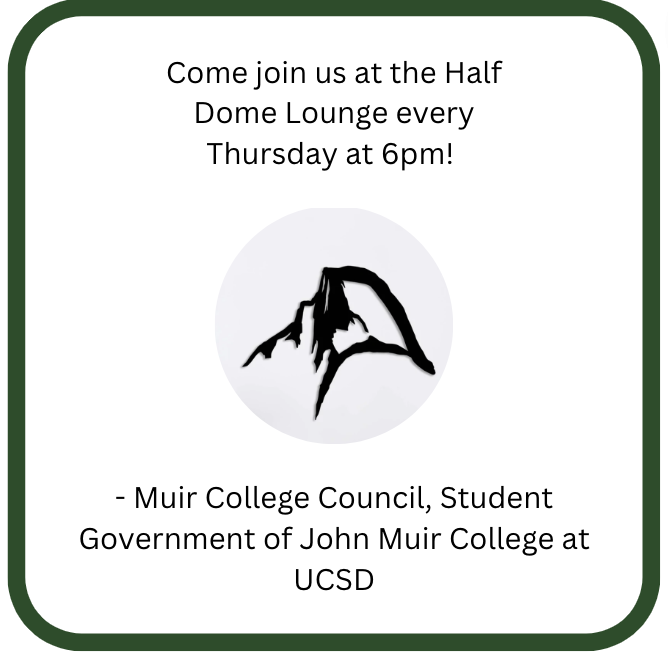 Come join us at the Half
Dome Lounge every
Thursday at 6pm!
- Muir College Council, Student
Government of John Muir College at
UCSD